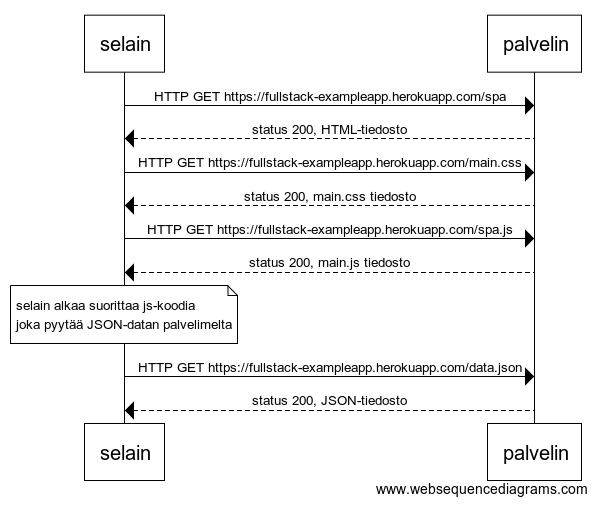 selain
palvelin
HTTP GET https://fullstack-exampleapp.herokuapp.com/spa
status 200, HTML-tiedosto
HTTP GET https://fullstack-exampleapp.herokuapp.com/main.css
status 200, main.css tiedosto
HTTP GET https://fullstack-exampleapp.herokuapp.com/spa.js
status 200, main.js tiedosto
selain alkaa suorittaa js-koodia
joka pyytää JSON-datan palvelimelta
HTTP GET https://fullstack-exampleapp.herokuapp.com/data.json
status 200, JSON-tiedosto
selain
palvelin
www.websequencediagrams.com